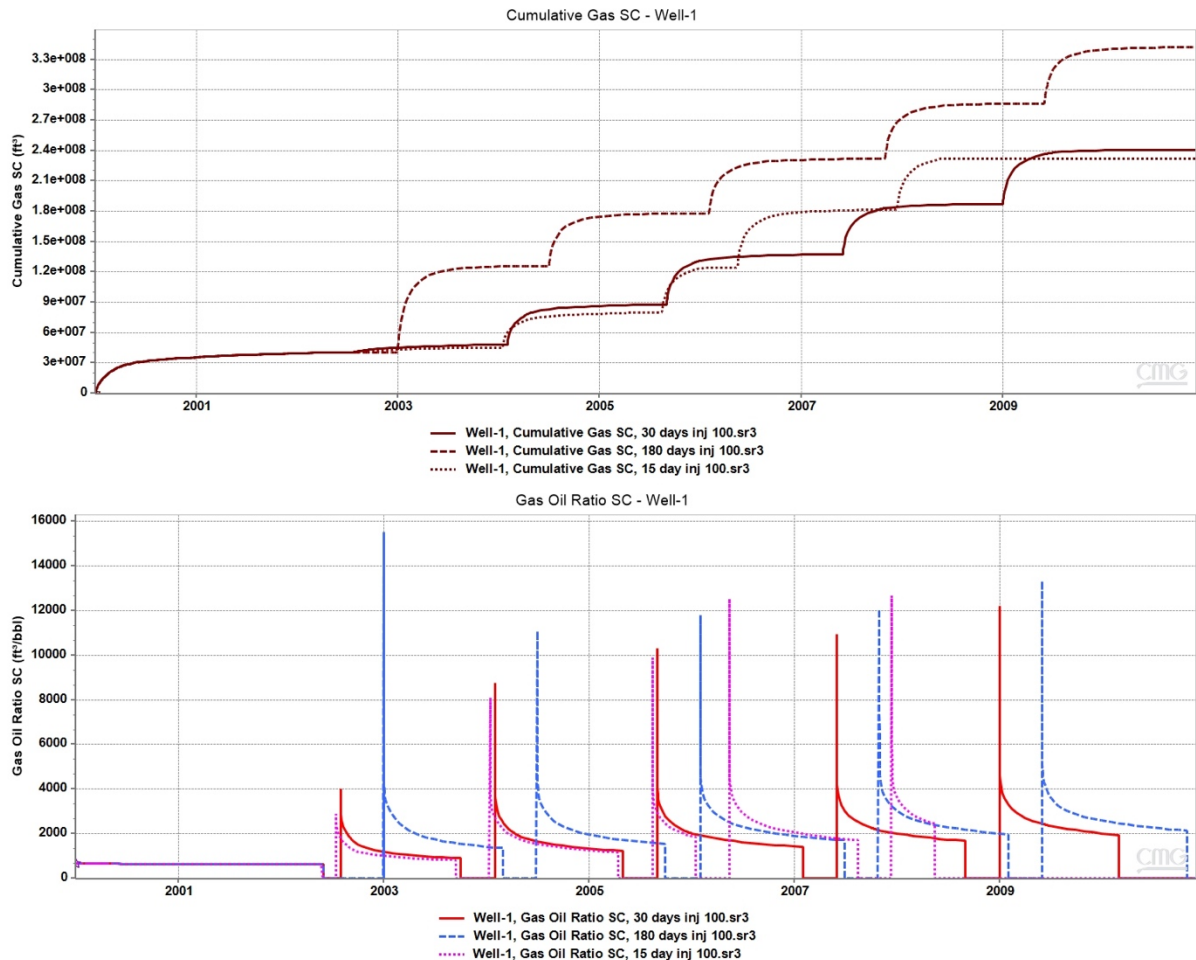 Cumulative Gas SC - Well-1
Cumulative Gas SC (ft³)
3.3e+008
3e+008
2.7e+008
2.4e+008
2.1e+008
1.8e+008
1.5e+008
1.2e+008
9e+007
6e+007
3e+007
0
2001 2003 2005 2007 2009
CMG
Well-1, Cumulative Gas SC, 30 days inj 100.sr3
Well-1, Cumulative Gas SC, 180 days inj 100.sr3
Well-1, Cumulative Gas SC, 15 day inj 100.sr3
Gas Oil Ratio SC - Well-1
Gas Oil Ratio SC (ft³/bbl)
16000
14000
12000
10000
8000
6000
4000
2000
0
2001 2003 2005 2007 2009
CMG
Well-1, Gas Oil Ratio SC, 30 days inj 100.sr3
Well-1, Gas Oil Ratio SC, 180 days inj 100.sr3
Well-1, Gas Oil Ratio SC, 15 day inj 100.sr3